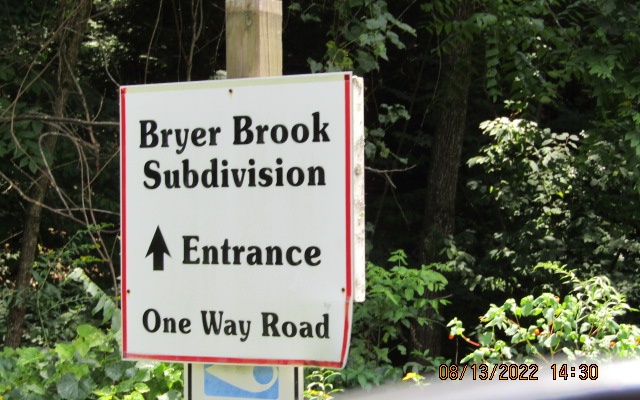 Bryer Brook
Subdivision
Entrance
One Way Road
08/13/2022 14:30